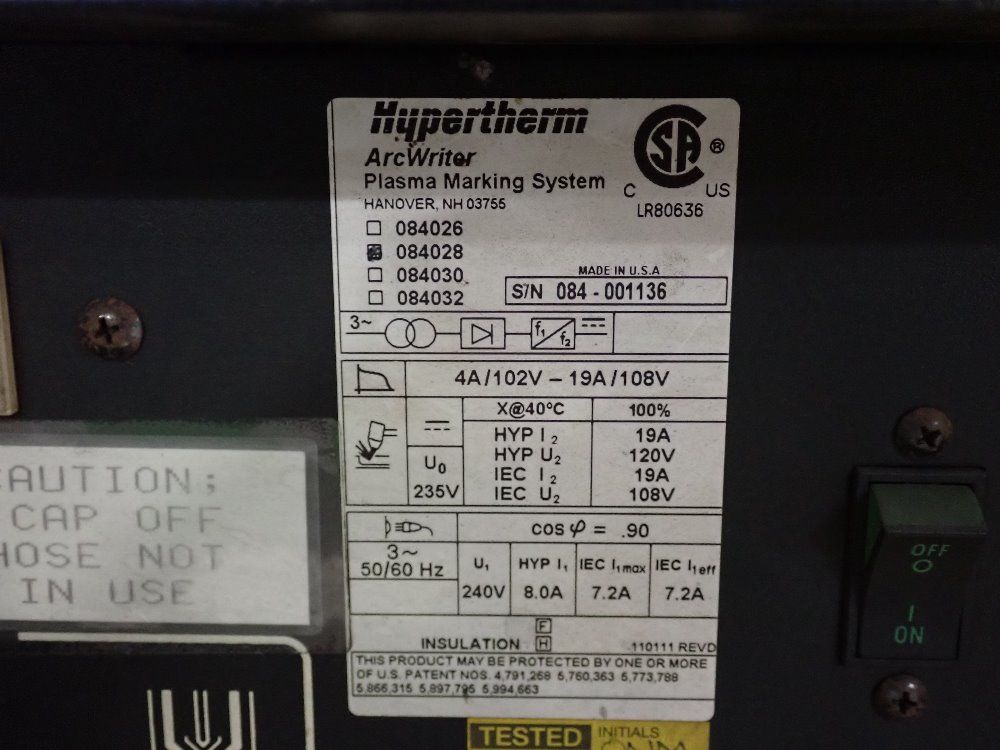 Hypertherm
ArcWriter
Plasma Marking System
HANOVER, NH 03755
C SA ® US
LR80636
084026
084028
084030
084032
MADE IN U.S.A
S/N 084 - 001136
3~ f1 f2
4A/102V – 19A/108V
X@40°C 100%
HYP I2 19A
HYP U2 120V
IEC I2 19A
IEC U2 108V
U0
235V
cos φ = .90
3~
50/60 Hz
U1 HYP I1 IEC I1max IEC I1eff
240V 8.0A 7.2A 7.2A
F
INSULATION H
110111 REVD
THIS PRODUCT MAY BE PROTECTED BY ONE OR MORE
OF U.S. PATENT NOS. 4,791,268 5,760,363 5,773,788
5,866,315 5,897,795 5,994,663
CAUTION;
CAP OFF
HOSE NOT
IN USE
OFF
O
I
ON
TESTED INITIALS